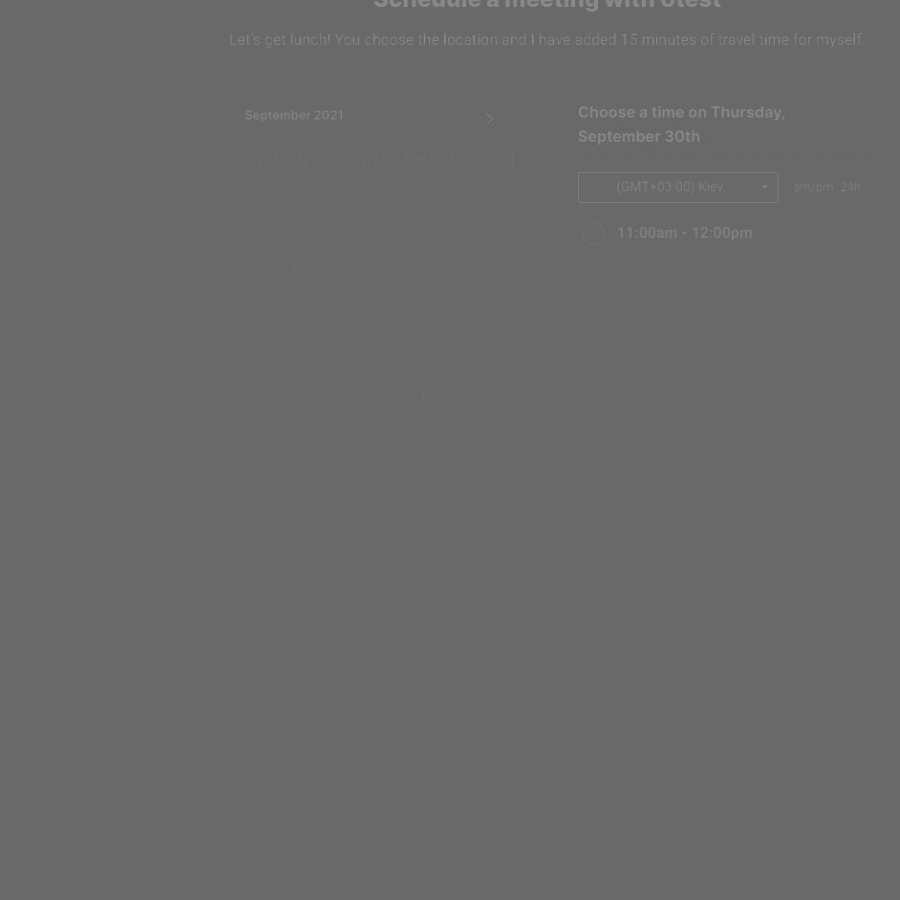 Schedule a meeting with Utest
Let's get lunch! You choose the location and I have added 15 minutes of travel time for myself.
September 2021
SUN MON TUE WED THU FRI SAT
Choose a time on Thursday,
September 30th
(GMT+03:00) Kiev
am/pm 24h
11:00am - 12:00pm